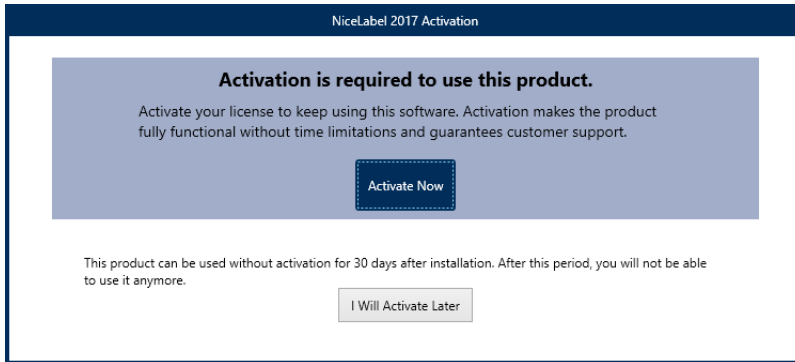 NiceLabel 2017 Activation
Activation is required to use this product.
Activate your license to keep using this software. Activation makes the product
fully functional without time limitations and guarantees customer support.
Activate Now
This product can be used without activation for 30 days after installation. After this period, you will not be able
to use it anymore.
I Will Activate Later